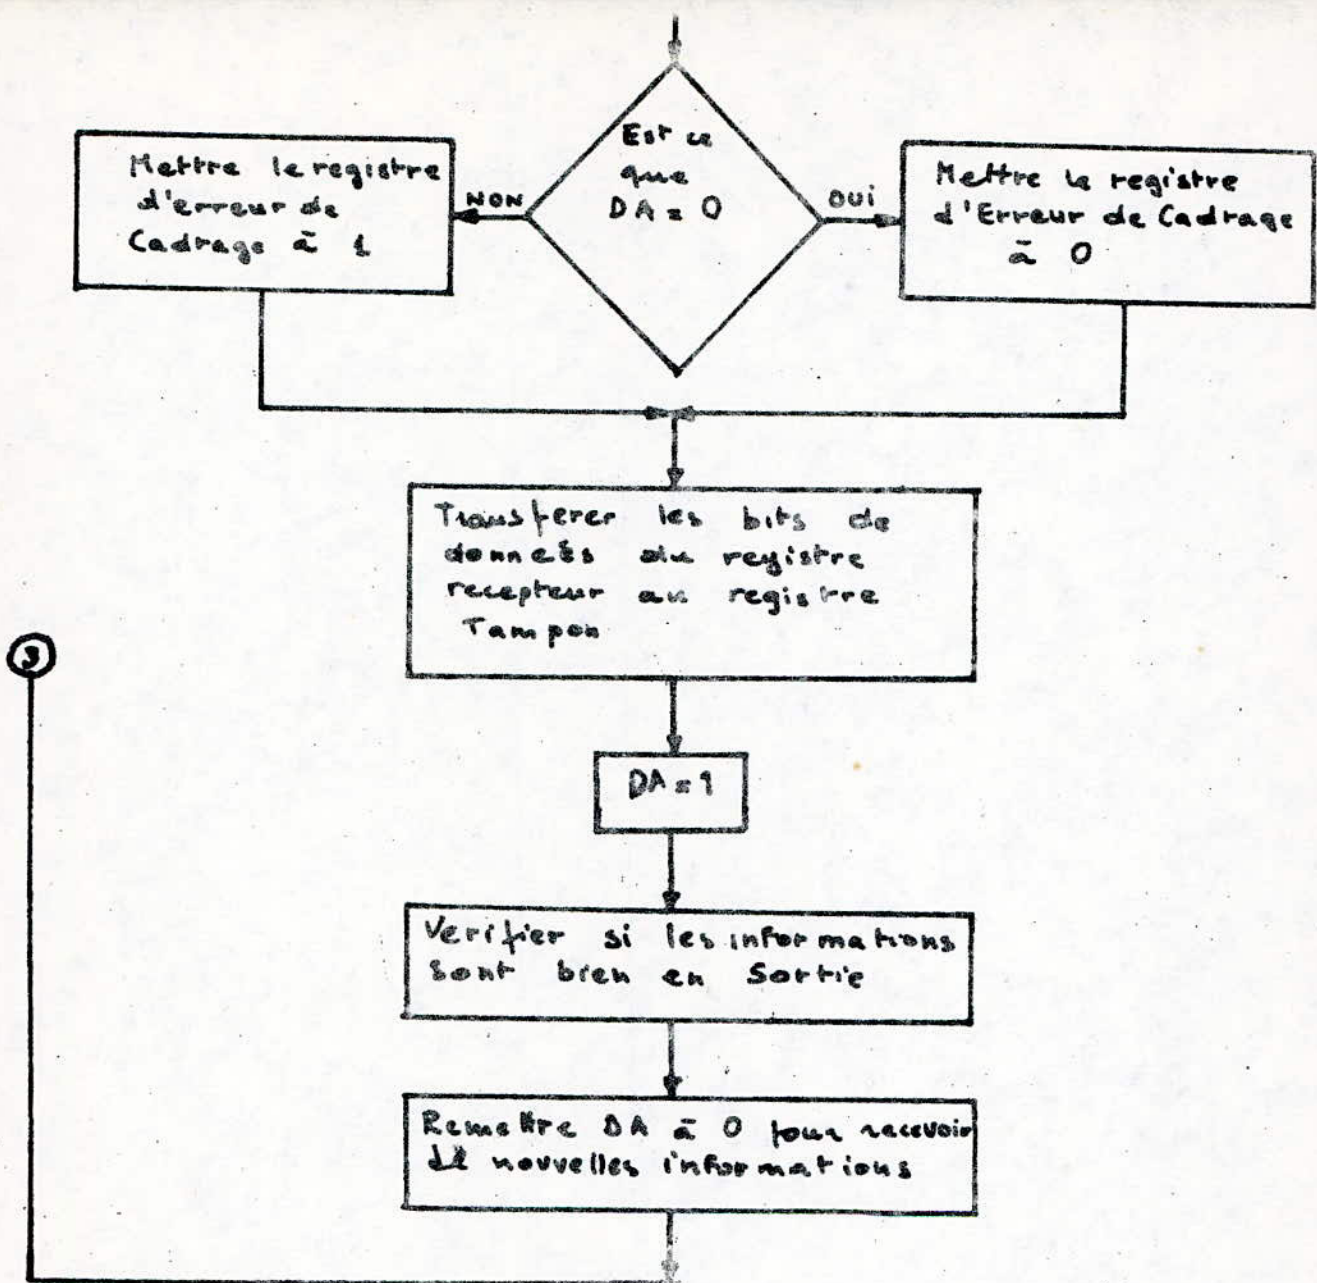 Est ce
que
DA = 0
Mettre le registre
d'erreur de
Cadrage à 1
NON
OUI
Mettre le registre
d'Erreur de Cadrage
à 0
Transferer les bits de
donneés du registre
recepteur au registre
Tampon
3
DA = 1
Verifier si les informations
sont bien en Sortie
Remettre DA à 0 pour recevoir
de nouvelles informations